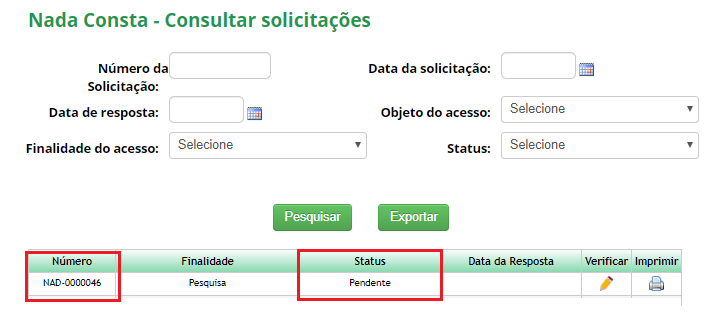 Nada Consta - Consultar solicitações
Número da Solicitação:
Data da solicitação:
Data de resposta:
Objeto do acesso: Selecione
Finalidade do acesso: Selecione
Status: Selecione
Pesquisar Exportar
Número Finalidade Status Data da Resposta Verificar Imprimir
NAD-0000046 Pesquisa Pendente